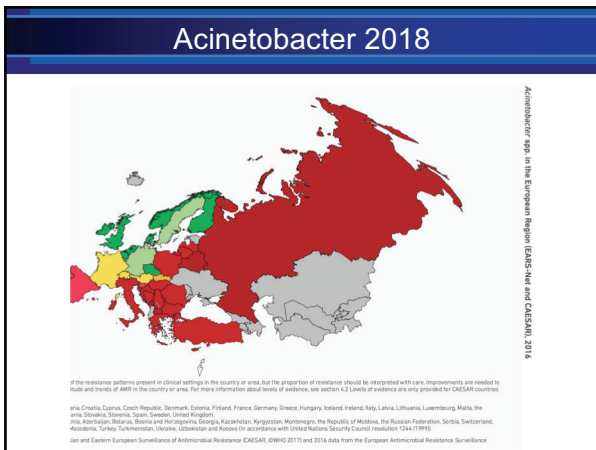 Acinetobacter 2018
Acinetobacter spp. in the European Region (EARS-Net and CAESAR), 2016
of the resistance patterns present in clinical settings in the country or area, but the proportion of resistance should be interpreted with care. Improvements are needed to
itude and trends of AMR in the country or area. For more information about levels of evidence, see section 4.2 Levels of evidence are only provided for CAESAR countries
aria, Croatia, Cyprus, Czech Republic, Denmark, Estonia, Finland, France, Germany, Greece, Hungary, Iceland, Ireland, Italy, Latvia, Lithuania, Luxembourg, Malta, the
ania, Slovakia, Slovenia, Spain, Sweden, United Kingdom.
enia, Azerbaijan, Belarus, Bosnia and Herzegovina, Georgia, Kazakhstan, Kyrgyzstan, Montenegro, the Republic of Moldova, the Russian Federation, Serbia, Switzerland,
Macedonia, Turkey, Turkmenistan, Ukraine, Uzbekistan and Kosovo (in accordance with United Nations Security Council resolution 1244 (1999))
sian and Eastern European Surveillance of Antimicrobial Resistance (CAESAR, ©WHO 2017) and 2016 data from the European Antimicrobial Resistance Surveillance